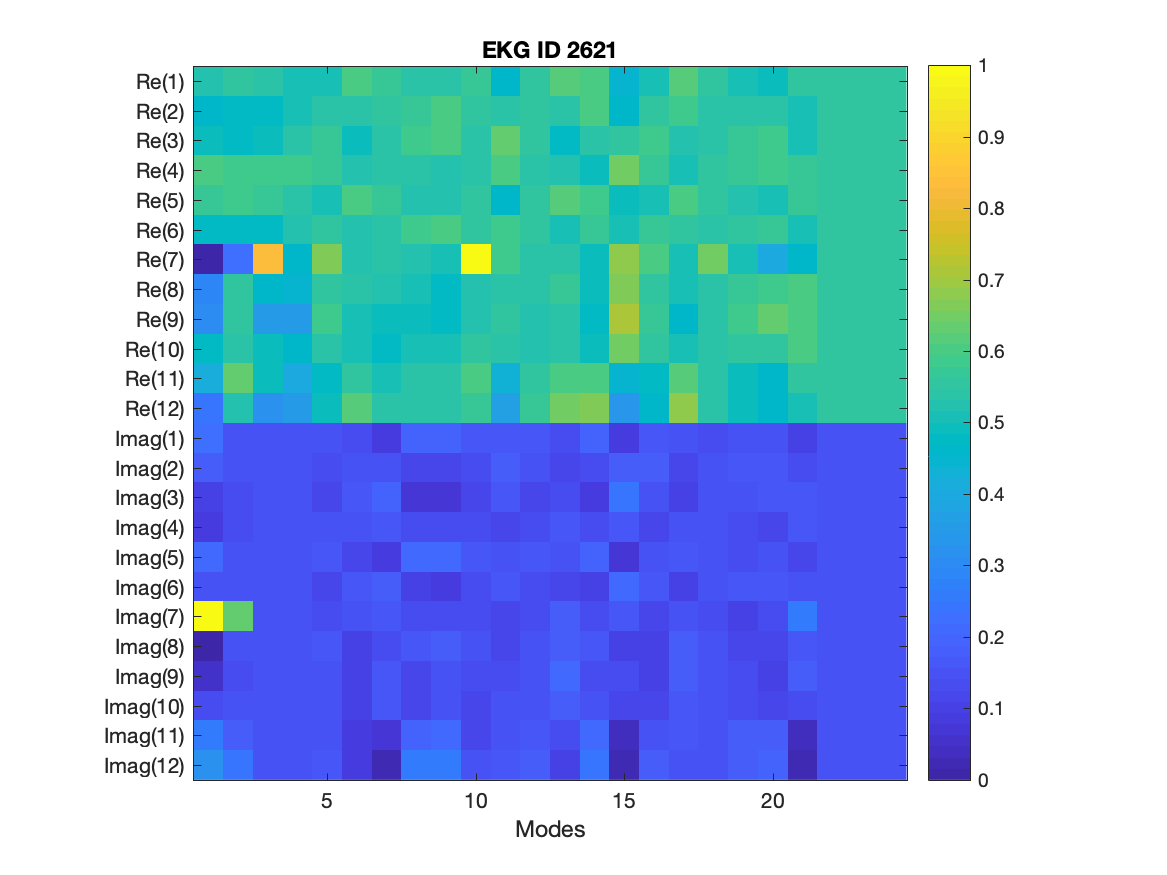 EKG ID 2621
Re(1)
Re(2)
Re(3)
Re(4)
Re(5)
Re(6)
Re(7)
Re(8)
Re(9)
Re(10)
Re(11)
Re(12)
Imag(1)
Imag(2)
Imag(3)
Imag(4)
Imag(5)
Imag(6)
Imag(7)
Imag(8)
Imag(9)
Imag(10)
Imag(11)
Imag(12)
5 10 15 20
Modes
1
0.9
0.8
0.7
0.6
0.5
0.4
0.3
0.2
0.1
0